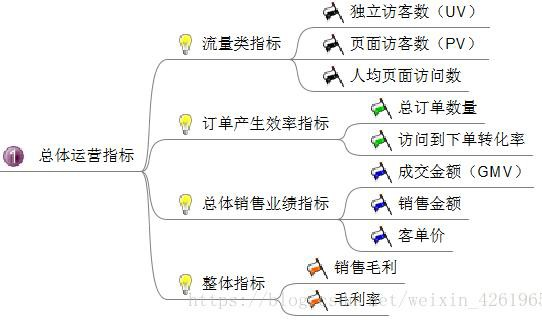 独立访客数（UV）
流量类指标
页面访客数（PV）
人均页面访问数
总订单数量
订单产生效率指标
访问到下单转化率
1 总体运营指标
成交金额（GMV）
总体销售业绩指标
销售金额
客单价
销售毛利
整体指标
毛利率